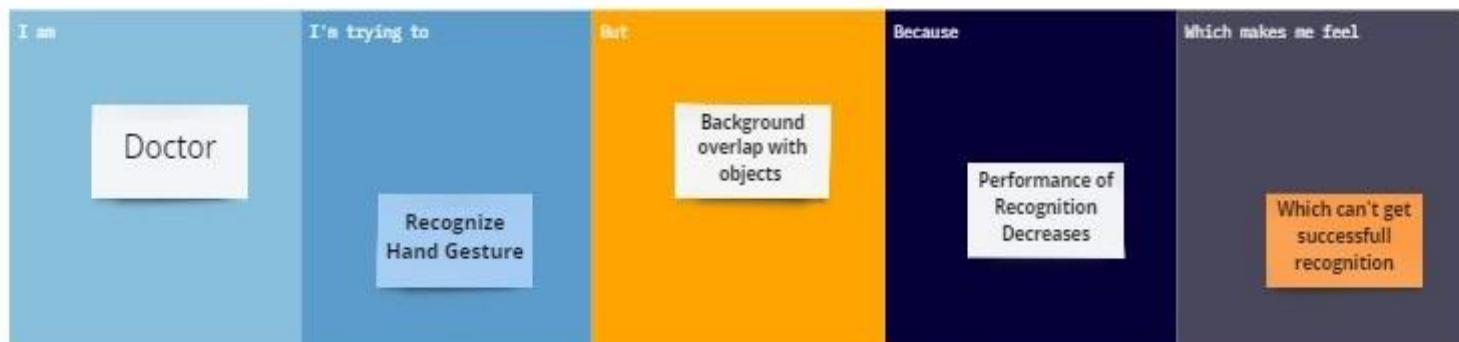 I am
Doctor
I'm trying to
Recognize
Hand Gesture
But
Background
overlap with
objects
Because
Performance of
Recognition
Decreases
Which makes me feel
Which can't get
successfull
recognition